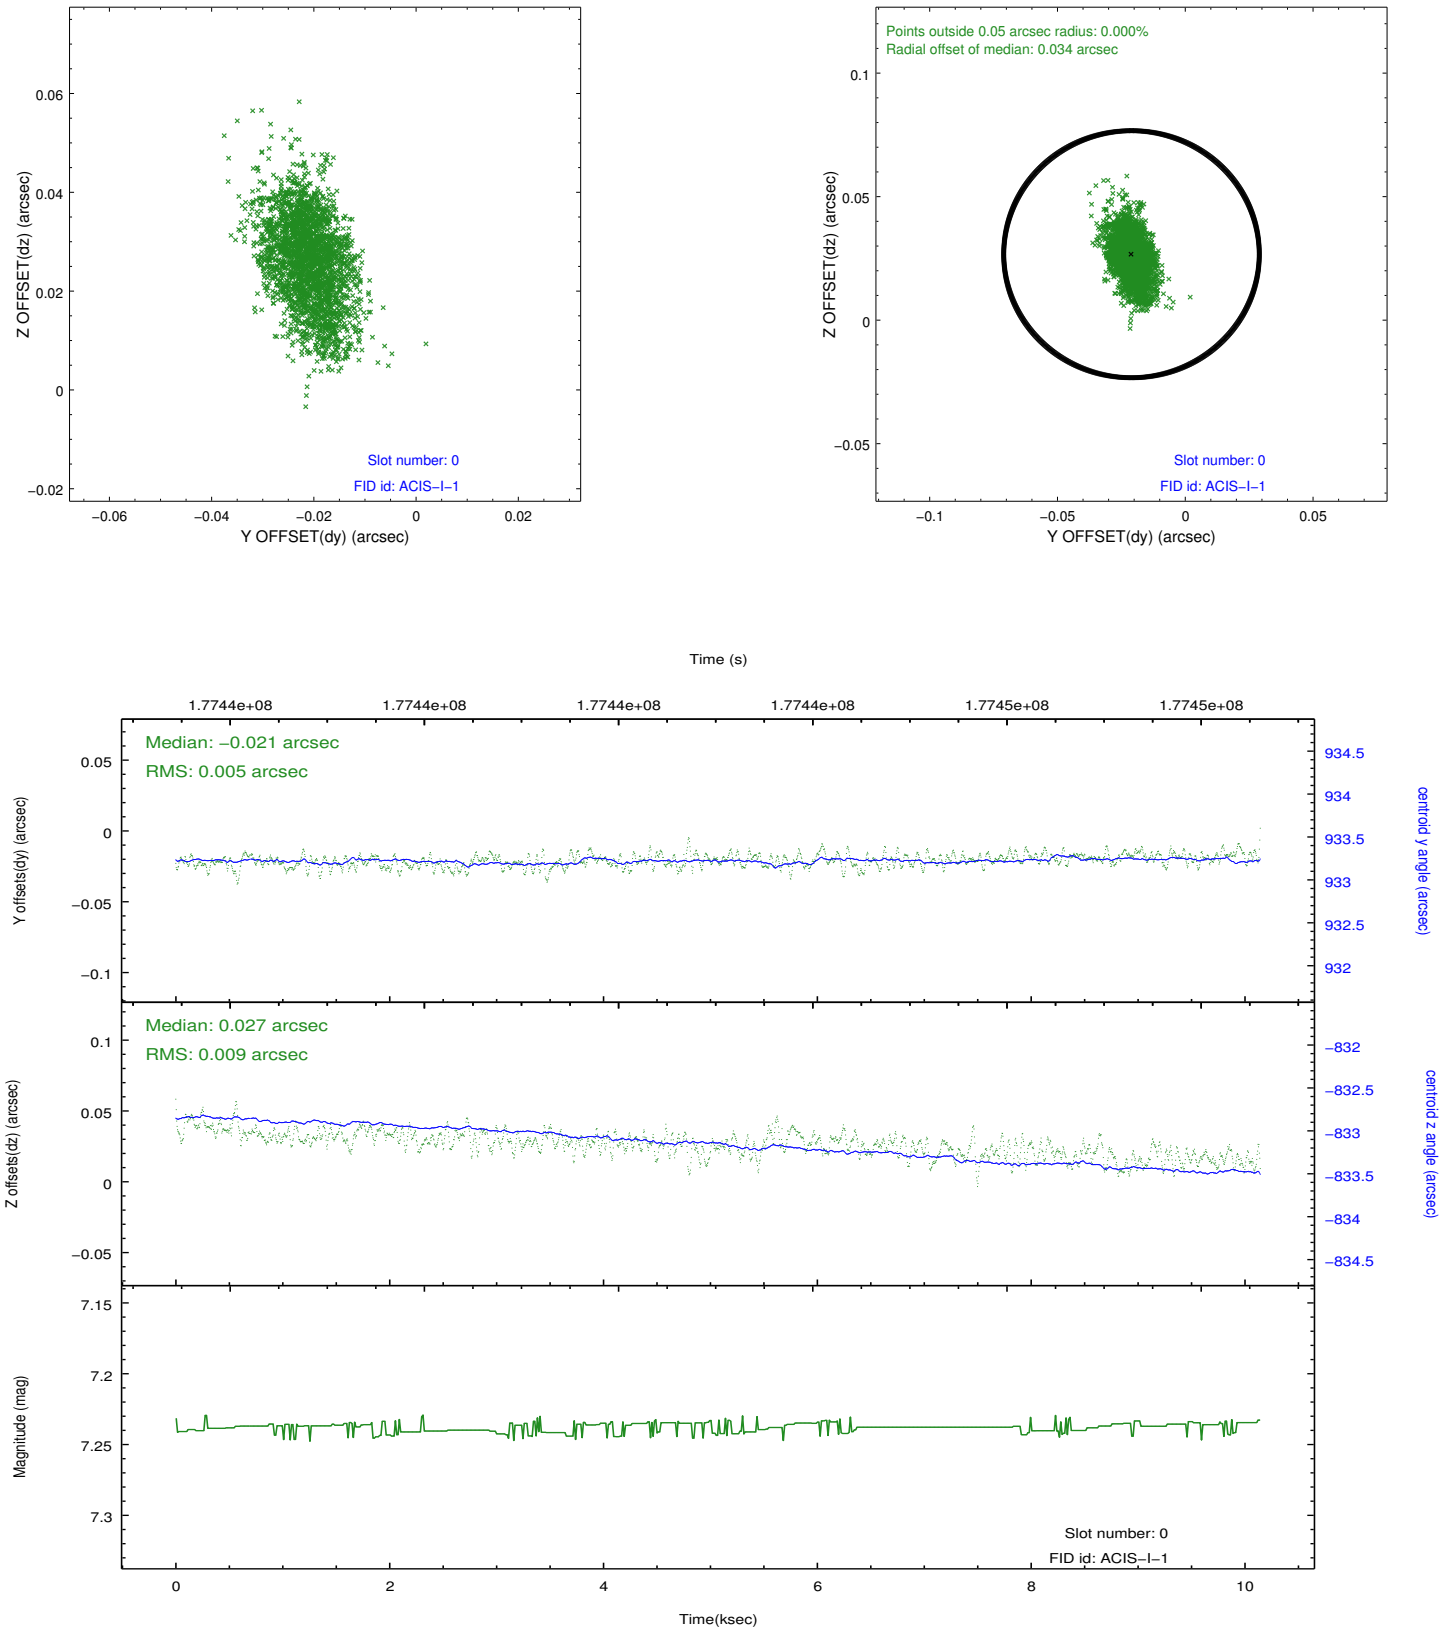 0.06
0.04
0.02
0
−0.02
Z OFFSET(dz) (arcsec)
Slot number: 0
FID id: ACIS−I−1
−0.06
−0.04
−0.02
0
0.02
Y OFFSET(dy) (arcsec)
Points outside 0.05 arcsec radius: 0.000%
Radial offset of median: 0.034 arcsec
0.1
0.05
0
−0.05
Z OFFSET(dz) (arcsec)
Slot number: 0
FID id: ACIS−I−1
−0.1
−0.05
0
0.05
Y OFFSET(dy) (arcsec)
Time (s)
1.7744e+08
1.7744e+08
1.7744e+08
1.7744e+08
1.7745e+08
1.7745e+08
Median: −0.021 arcsec
RMS: 0.005 arcsec
0.05
0
−0.05
−0.1
Y offsets(dy) (arcsec)
934.5
934
933.5
933
932.5
932
centroid y angle (arcsec)
Median: 0.027 arcsec
RMS: 0.009 arcsec
0.1
0.05
0
−0.05
Z offsets(dz) (arcsec)
−832
−832.5
−833
−833.5
−834
−834.5
centroid z angle (arcsec)
7.15
7.2
7.25
7.3
Magnitude (mag)
Slot number: 0
FID id: ACIS−I−1
0
2
4
6
8
10
Time(ksec)